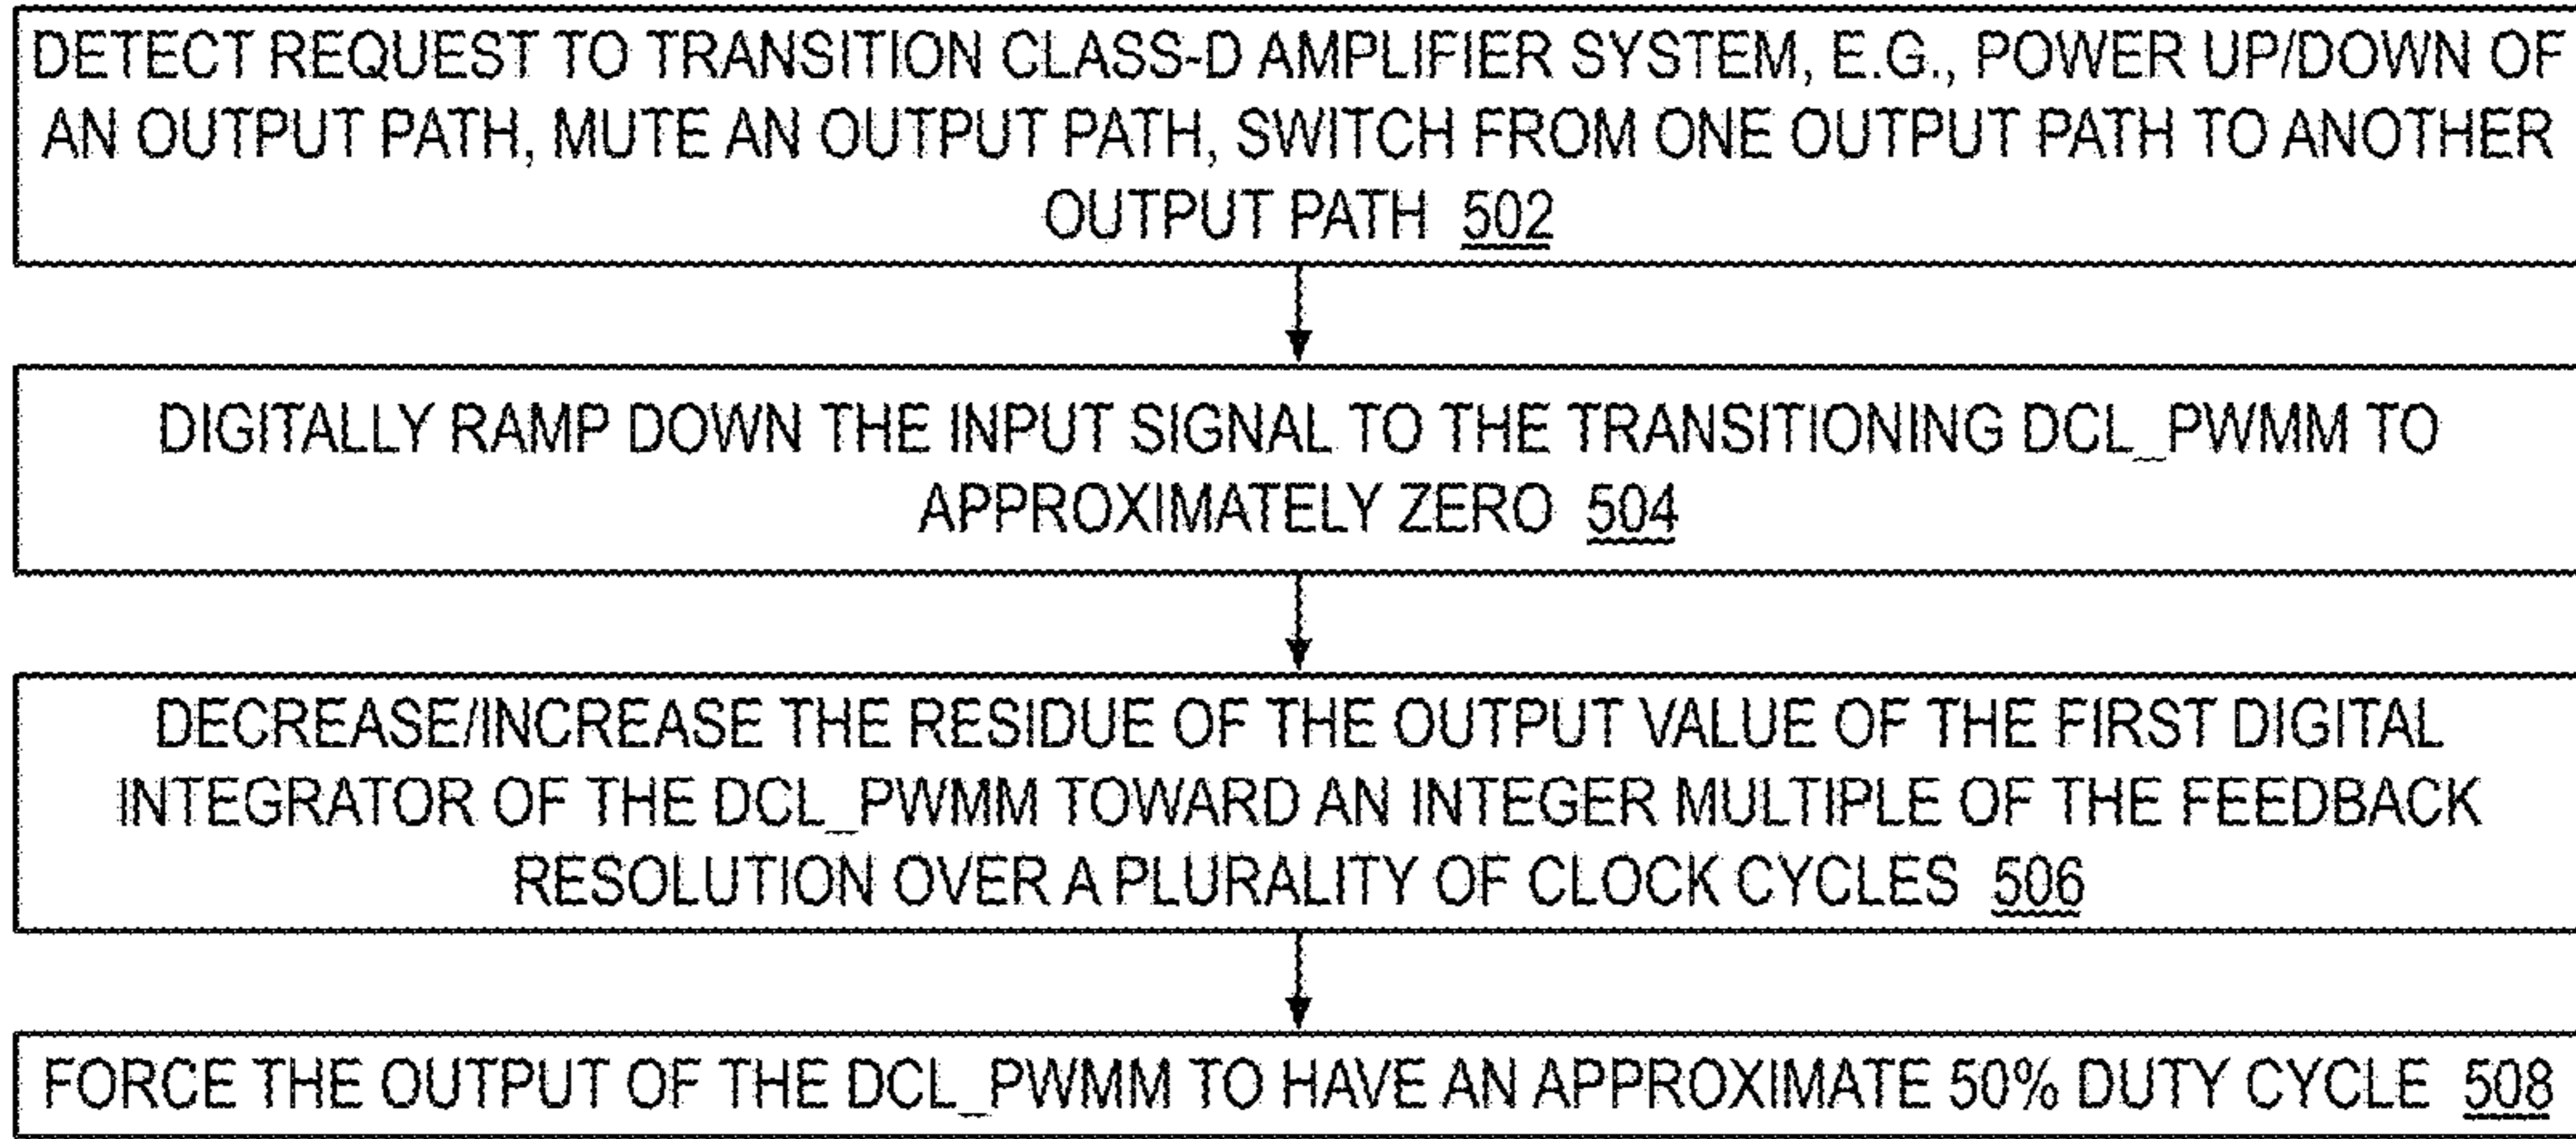 DETECT REQUEST TO TRANSITION CLASS-D AMPLIFIER SYSTEM, E.G., POWER UP/DOWN OF
AN OUTPUT PATH, MUTE AN OUTPUT PATH, SWITCH FROM ONE OUTPUT PATH TO ANOTHER
OUTPUT PATH 502
DIGITALLY RAMP DOWN THE INPUT SIGNAL TO THE TRANSITIONING DCL_PWMM TO
APPROXIMATELY ZERO 504
DECREASE/INCREASE THE RESIDUE OF THE OUTPUT VALUE OF THE FIRST DIGITAL
INTEGRATOR OF THE DCL_PWMM TOWARD AN INTEGER MULTIPLE OF THE FEEDBACK
RESOLUTION OVER A PLURALITY OF CLOCK CYCLES 506
FORCE THE OUTPUT OF THE DCL_PWMM TO HAVE AN APPROXIMATE 50% DUTY CYCLE 508